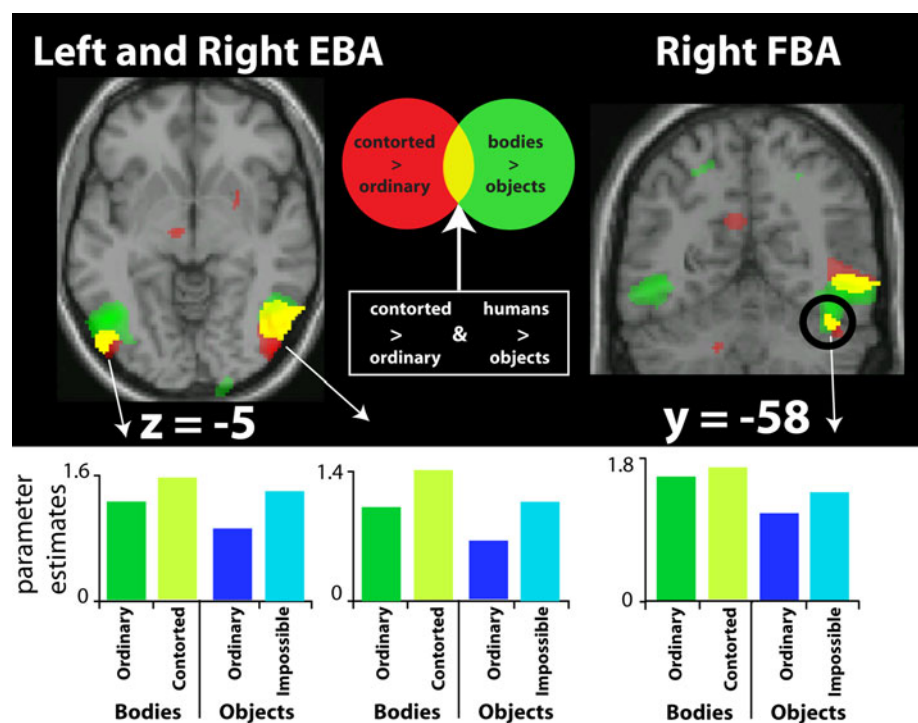 Left and Right EBA
Right FBA
contorted
>
ordinary
bodies
>
objects
contorted humans
> & >
ordinary objects
z = -5
y = -58
parameter
estimates
1.6
0
Ordinary
Contorted
Ordinary
Impossible
Bodies
Objects
1.4
0
Ordinary
Contorted
Ordinary
Impossible
Bodies
Objects
1.8
0
Ordinary
Contorted
Ordinary
Impossible
Bodies
Objects